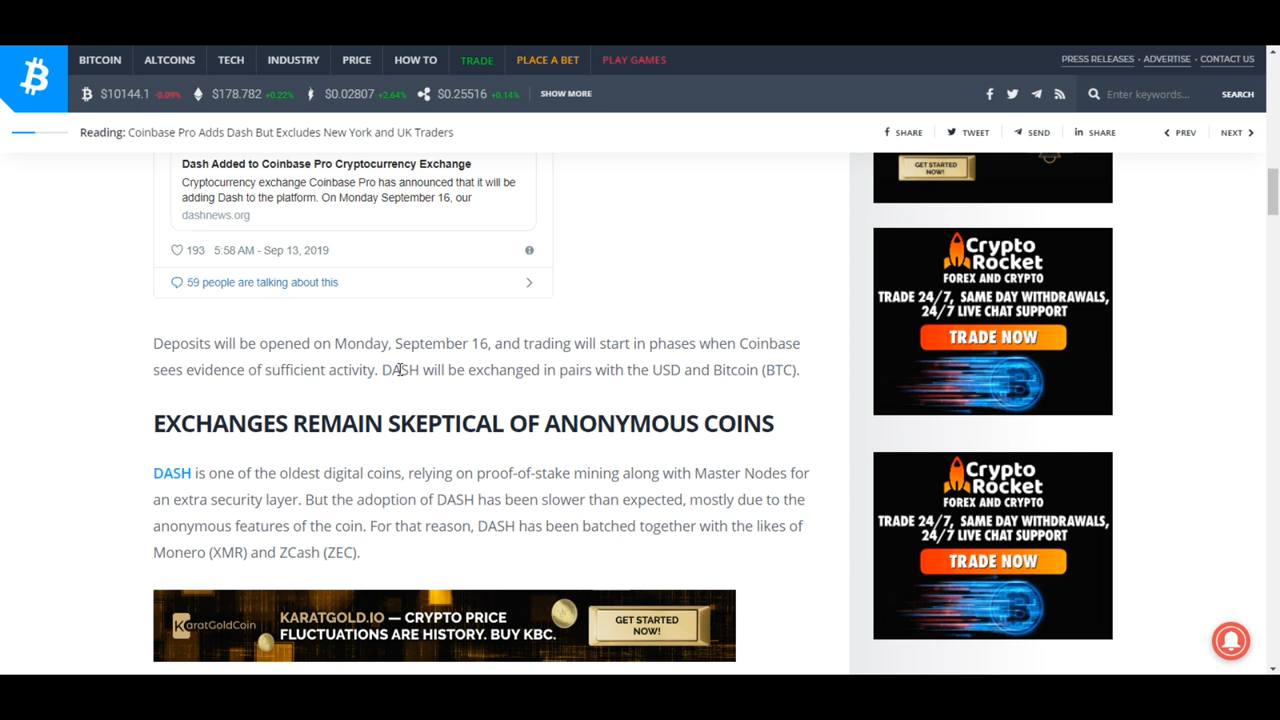 BITCOIN ALTCOINS TECH INDUSTRY PRICE HOW TO TRADE PLACE A BET PLAY GAMES PRESS RELEASES - ADVERTISE - CONTACT US
$10144.1 -0.09% $178.782 +0.22% $0.02807 +2.64% $0.25516 +0.14% SHOW MORE Enter keywords... SEARCH
Reading: Coinbase Pro Adds Dash But Excludes New York and UK Traders SHARE TWEET SEND SHARE PREV NEXT
Dash Added to Coinbase Pro Cryptocurrency Exchange
Cryptocurrency exchange Coinbase Pro has announced that it will be
adding Dash to the platform. On Monday September 16, our
dashnews.org
193 5:58 AM - Sep 13, 2019
59 people are talking about this
Deposits will be opened on Monday, September 16, and trading will start in phases when Coinbase
sees evidence of sufficient activity. DASH will be exchanged in pairs with the USD and Bitcoin (BTC).
EXCHANGES REMAIN SKEPTICAL OF ANONYMOUS COINS
DASH is one of the oldest digital coins, relying on proof-of-stake mining along with Master Nodes for
an extra security layer. But the adoption of DASH has been slower than expected, mostly due to the
anonymous features of the coin. For that reason, DASH has been batched together with the likes of
Monero (XMR) and ZCash (ZEC).
KaratGoldCoin
KARATGOLD.IO — CRYPTO PRICE
FLUCTUATIONS ARE HISTORY. BUY KBC.
GET STARTED
NOW!
GET STARTED
NOW!
Crypto
Rocket
FOREX AND CRYPTO
TRADE 24/7, SAME DAY WITHDRAWALS,
24/7 LIVE CHAT SUPPORT
TRADE NOW
Crypto
Rocket
FOREX AND CRYPTO
TRADE 24/7, SAME DAY WITHDRAWALS,
24/7 LIVE CHAT SUPPORT
TRADE NOW